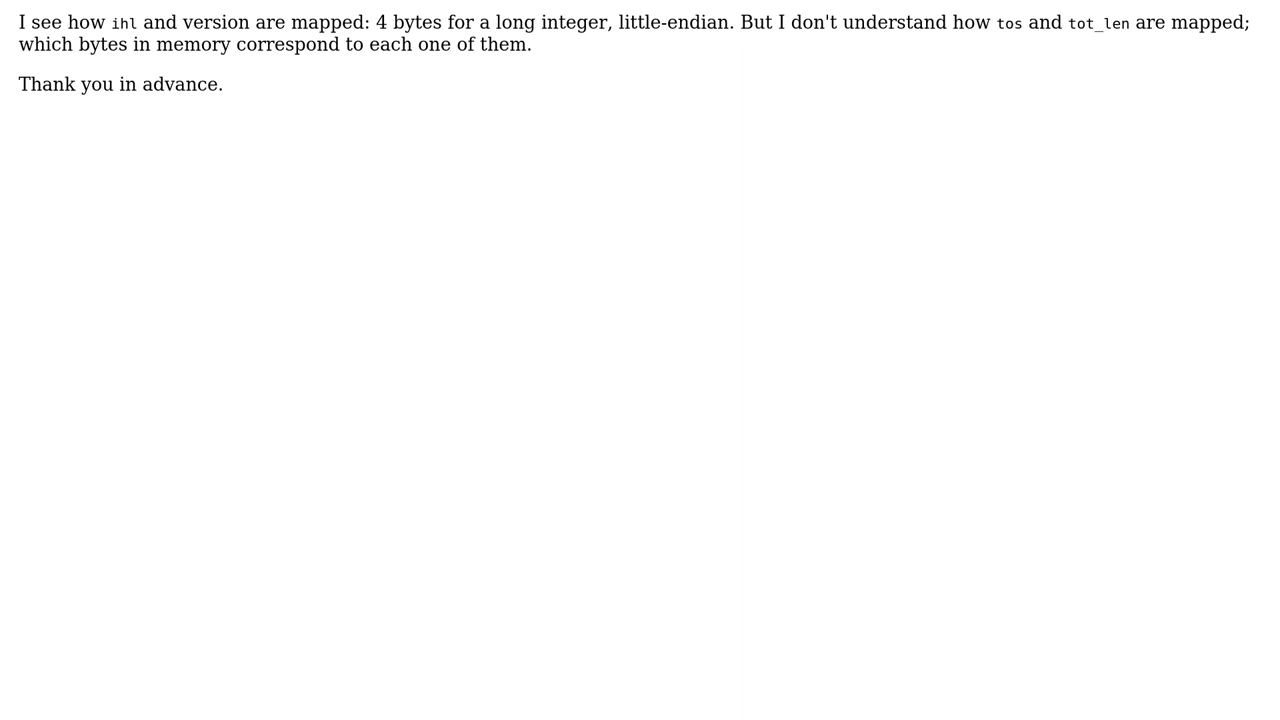 I see how ihl and version are mapped: 4 bytes for a long integer, little-endian. But I don't understand how tos and tot_len are mapped;
which bytes in memory correspond to each one of them.
Thank you in advance.